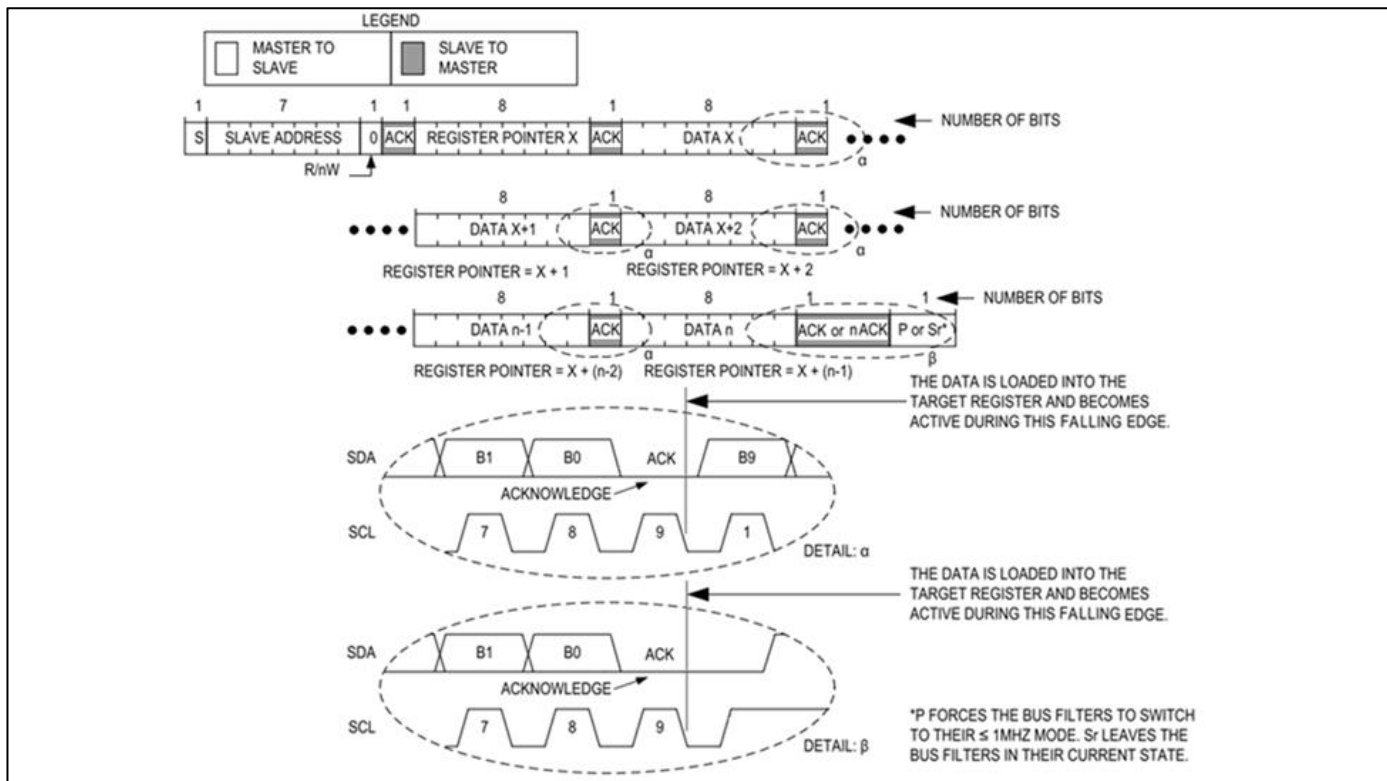 LEGEND
MASTER TO
SLAVE
SLAVE TO
MASTER
1 7 1 1 8 1 8 1
NUMBER OF BITS
S SLAVE ADDRESS 0 ACK REGISTER POINTER X ACK DATA X ACK
α
R/nW
8 1 8 1
NUMBER OF BITS
DATA X+1 ACK DATA X+2 ACK
α α
REGISTER POINTER = X + 1 REGISTER POINTER = X + 2
8 1 8 1 1
NUMBER OF BITS
DATA n-1 ACK DATA n ACK or nACK P or Sr*
α β
REGISTER POINTER = X + (n-2) REGISTER POINTER = X + (n-1)
THE DATA IS LOADED INTO THE
TARGET REGISTER AND BECOMES
ACTIVE DURING THIS FALLING EDGE.
SDA B1 B0 ACK B9
ACKNOWLEDGE
SCL 7 8 9 1
DETAIL: α
THE DATA IS LOADED INTO THE
TARGET REGISTER AND BECOMES
ACTIVE DURING THIS FALLING EDGE.
SDA B1 B0 ACK
ACKNOWLEDGE
SCL 7 8 9
DETAIL: β
*P FORCES THE BUS FILTERS TO SWITCH
TO THEIR ≤ 1MHZ MODE. Sr LEAVES THE
BUS FILTERS IN THEIR CURRENT STATE.